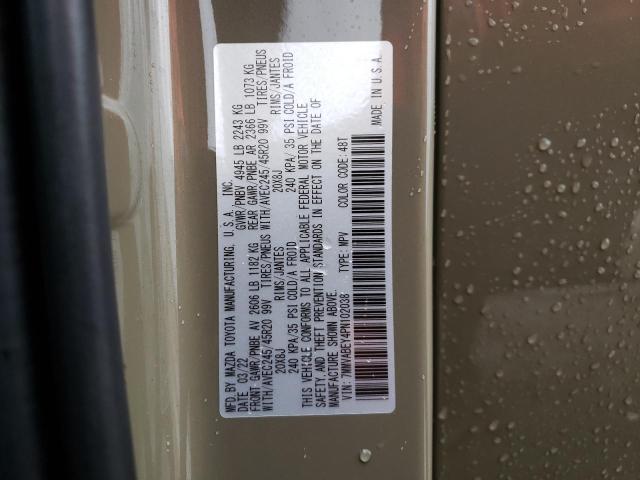 MFD.BY MAZDA TOYOTA MANUFACTURING, U.S.A. INC.
DATE 03/22 GVWR/PNBV 4945 LB 2243 KG
FRONT GAWR/PNBE AV 2606 LB 1182 KG REAR GAWR/PNBE AR 2366 LB 1073 KG
WITH/AVEC245/45R20 99V TIRES/PNEUS WITH/AVEC245/45R20 99V TIRES/PNEUS
20X8J RIMS/JANTES 20X8J RIMS/JANTES
240 KPA/35 PSI COLD/A FROID 240 KPA/35 PSI COLD/A FROID
THIS VEHICLE CONFORMS TO ALL APPLICABLE FEDERAL MOTOR VEHICLE
SAFETY, AND THEFT PREVENTION STANDARDS IN EFFECT ON THE DATE OF
MANUFACTURE SHOWN ABOVE.
VIN: 7MMVABEY4PN102038 TYPE: MPV COLOR CODE: 48T MADE IN U.S.A.